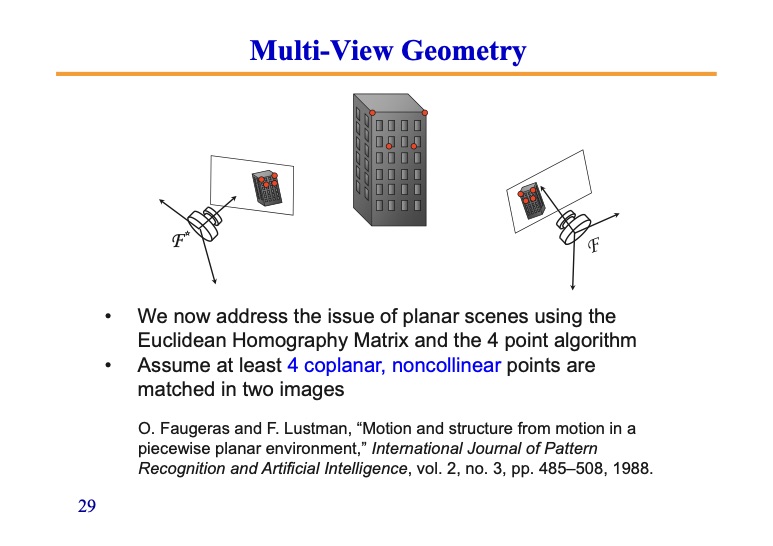 Multi-View Geometry
F*
F
• We now address the issue of planar scenes using the
Euclidean Homography Matrix and the 4 point algorithm
• Assume at least 4 coplanar, noncollinear points are
matched in two images
O. Faugeras and F. Lustman, “Motion and structure from motion in a
piecewise planar environment,” International Journal of Pattern
Recognition and Artificial Intelligence, vol. 2, no. 3, pp. 485–508, 1988.
29